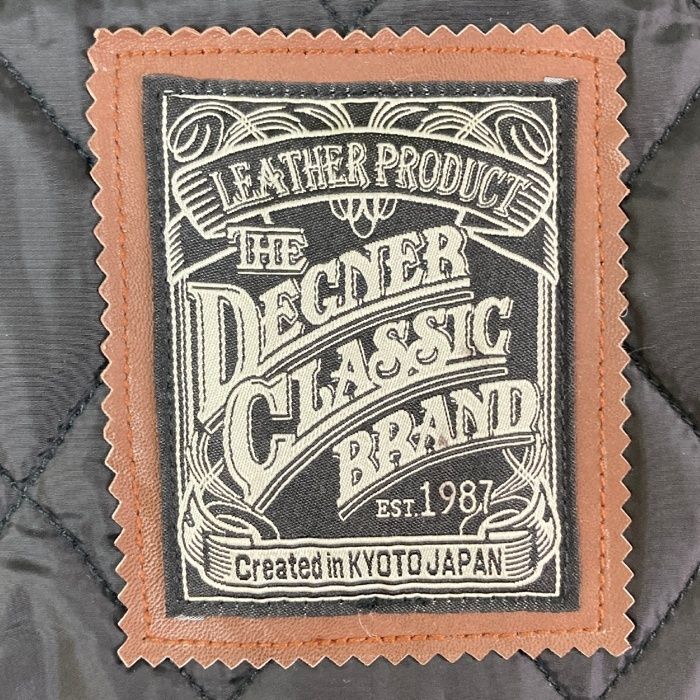 LEATHER PRODUCT
THE
DEGNER
CLASSIC
BRAND
EST. 1987
Created in KYOTO JAPAN